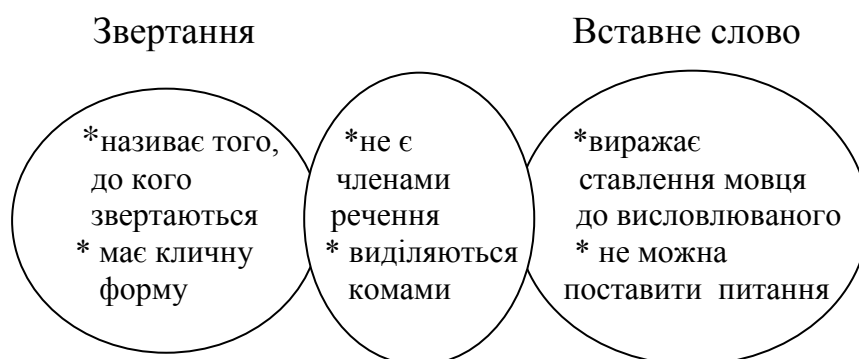 Звертання
Вставне слово
*називає того,
до кого
звертаються
* має кличну
форму
*не є
членами
речення
* виділяються
комами
*виражає
ставлення мовця
до висловлюваного
* не можна
поставити питання